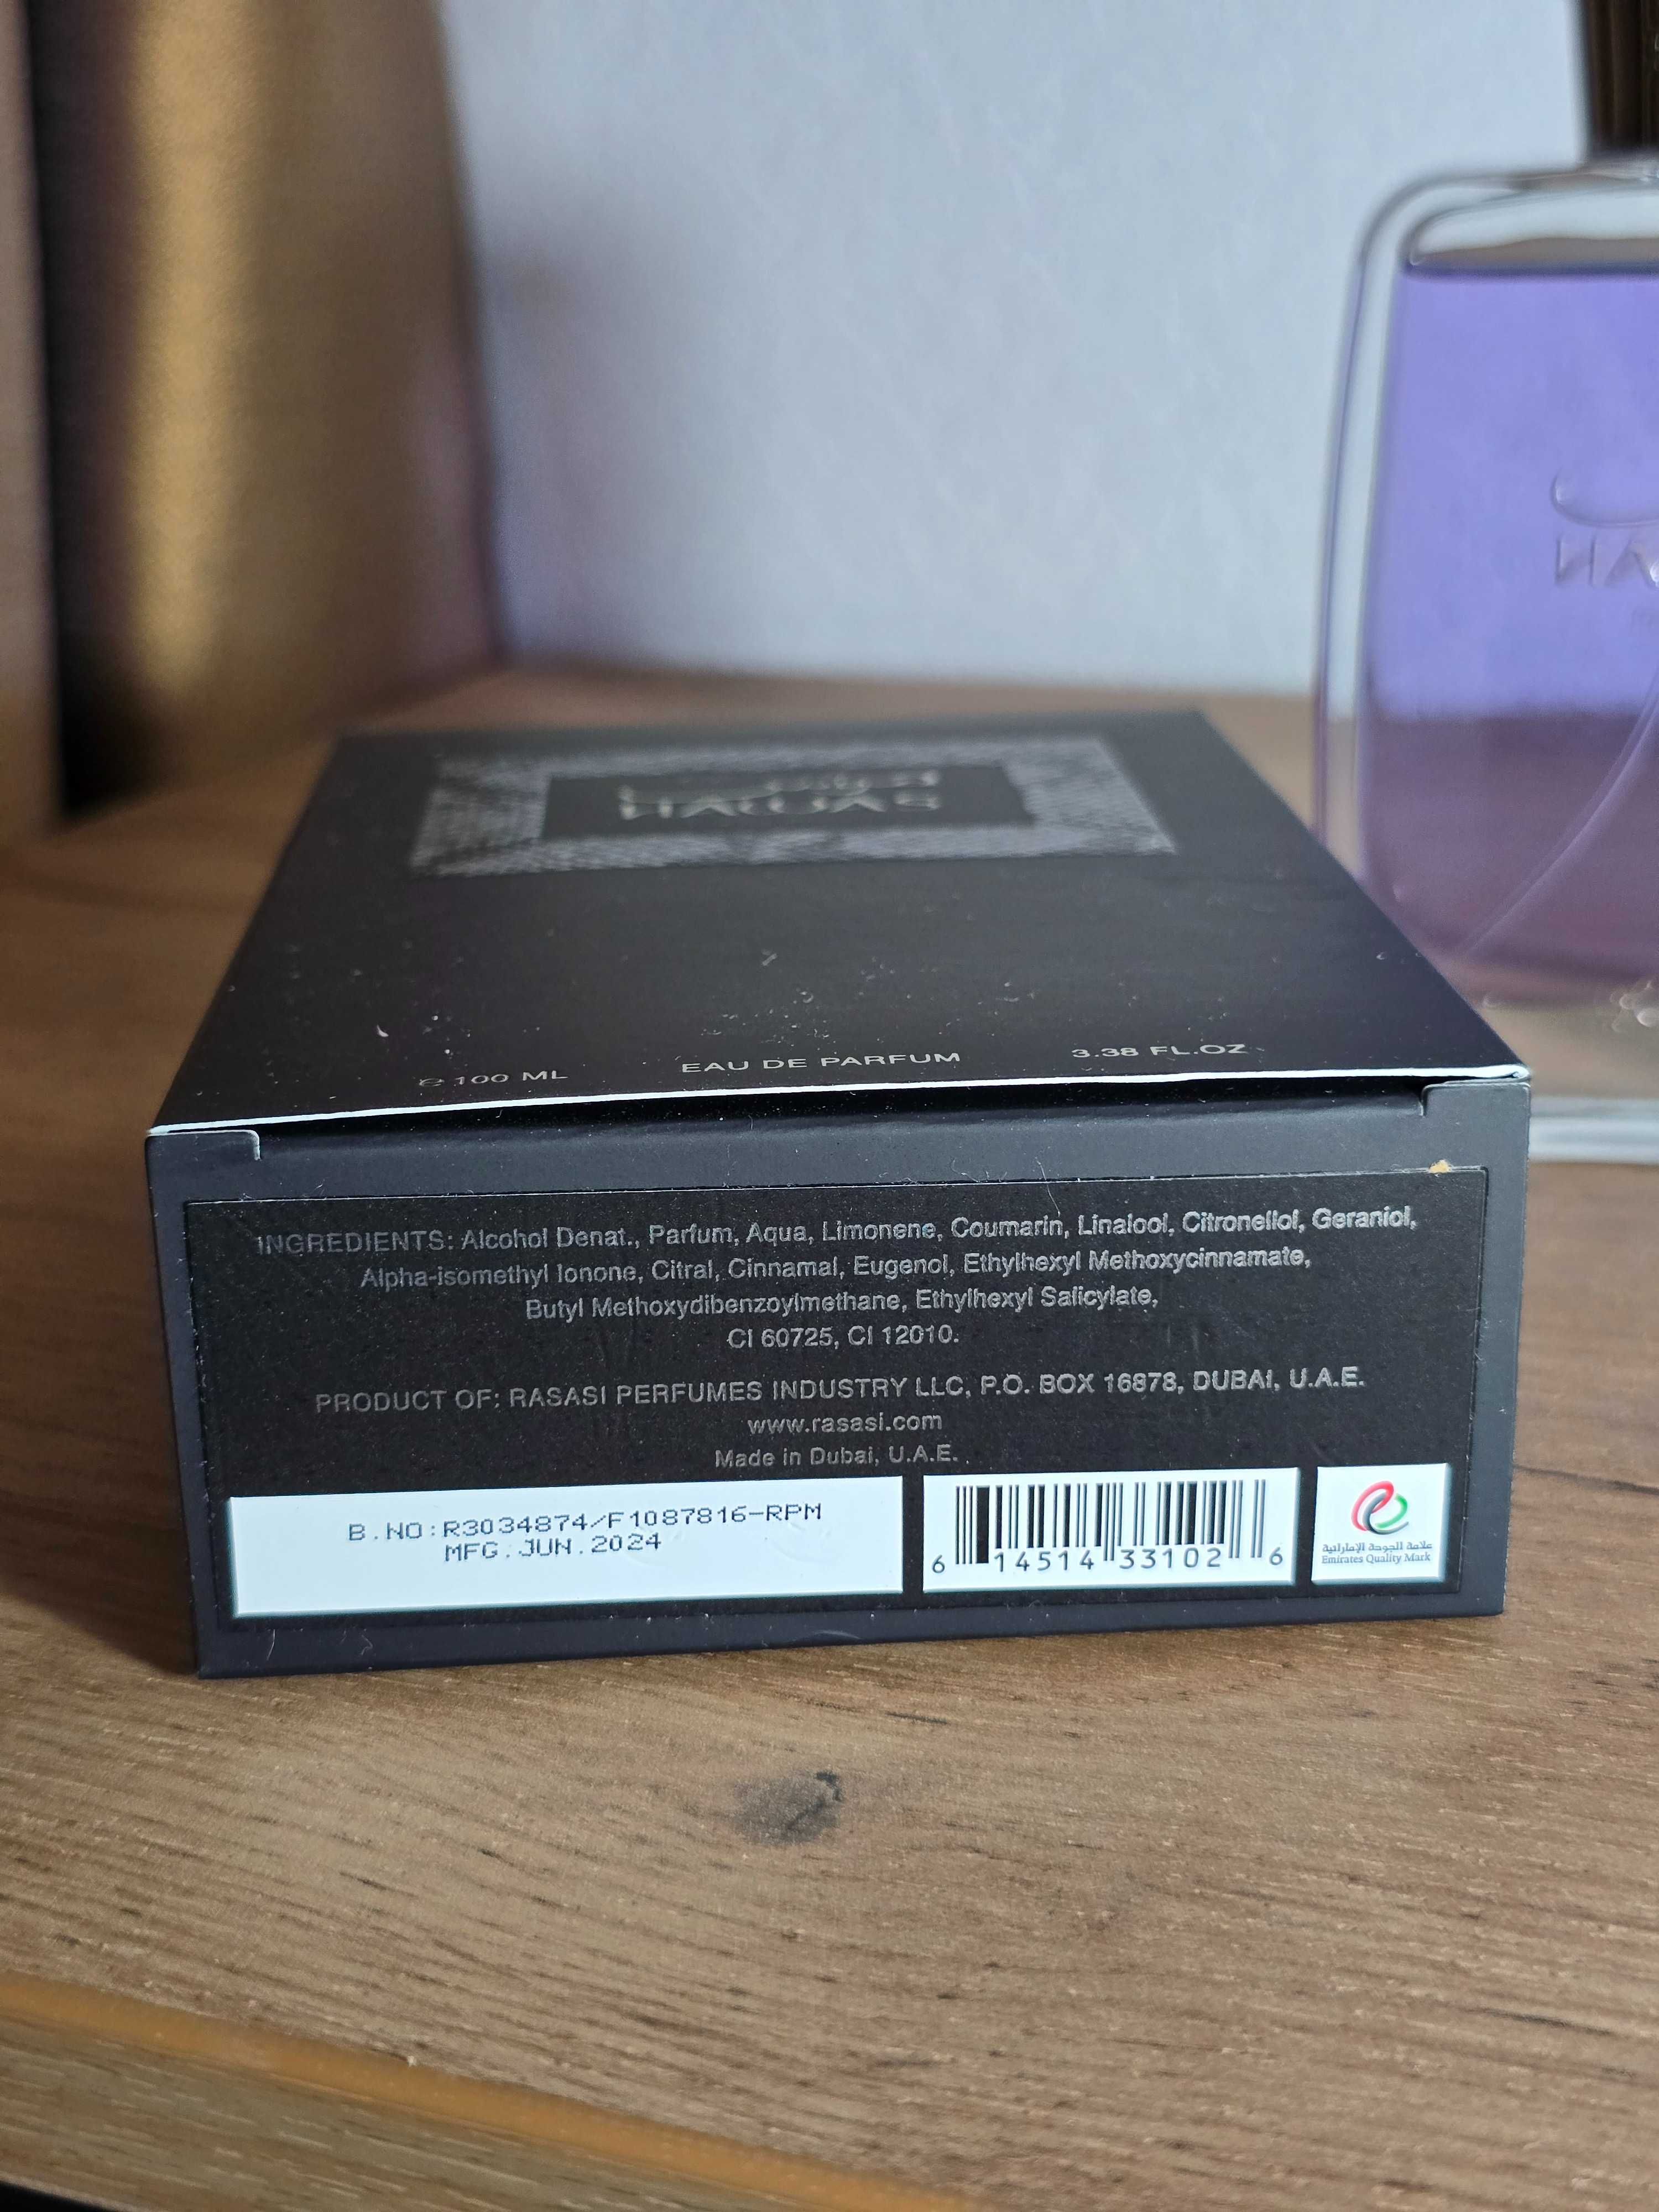 HAWAS
HAWAS
℮ 100 ML EAU DE PARFUM 3.38 FL.OZ
INGREDIENTS: Alcohol Denat., Parfum, Aqua, Limonene, Coumarin, Linalool, Citronellol, Geraniol,
Alpha-isomethyl Ionone, Citral, Cinnamal, Eugenol, Ethylhexyl Methoxycinnamate,
Butyl Methoxydibenzoylmethane, Ethylhexyl Salicylate,
CI 60725, CI 12010.
PRODUCT OF: RASASI PERFUMES INDUSTRY LLC, P.O. BOX 16878, DUBAI, U.A.E.
www.rasasi.com
Made in Dubai, U.A.E.
B.NO:R3034874/F1087816-RPM
MFG.JUN.2024
6 14514 33102 6
علامة الجودة الإماراتية
Emirates Quality Mark